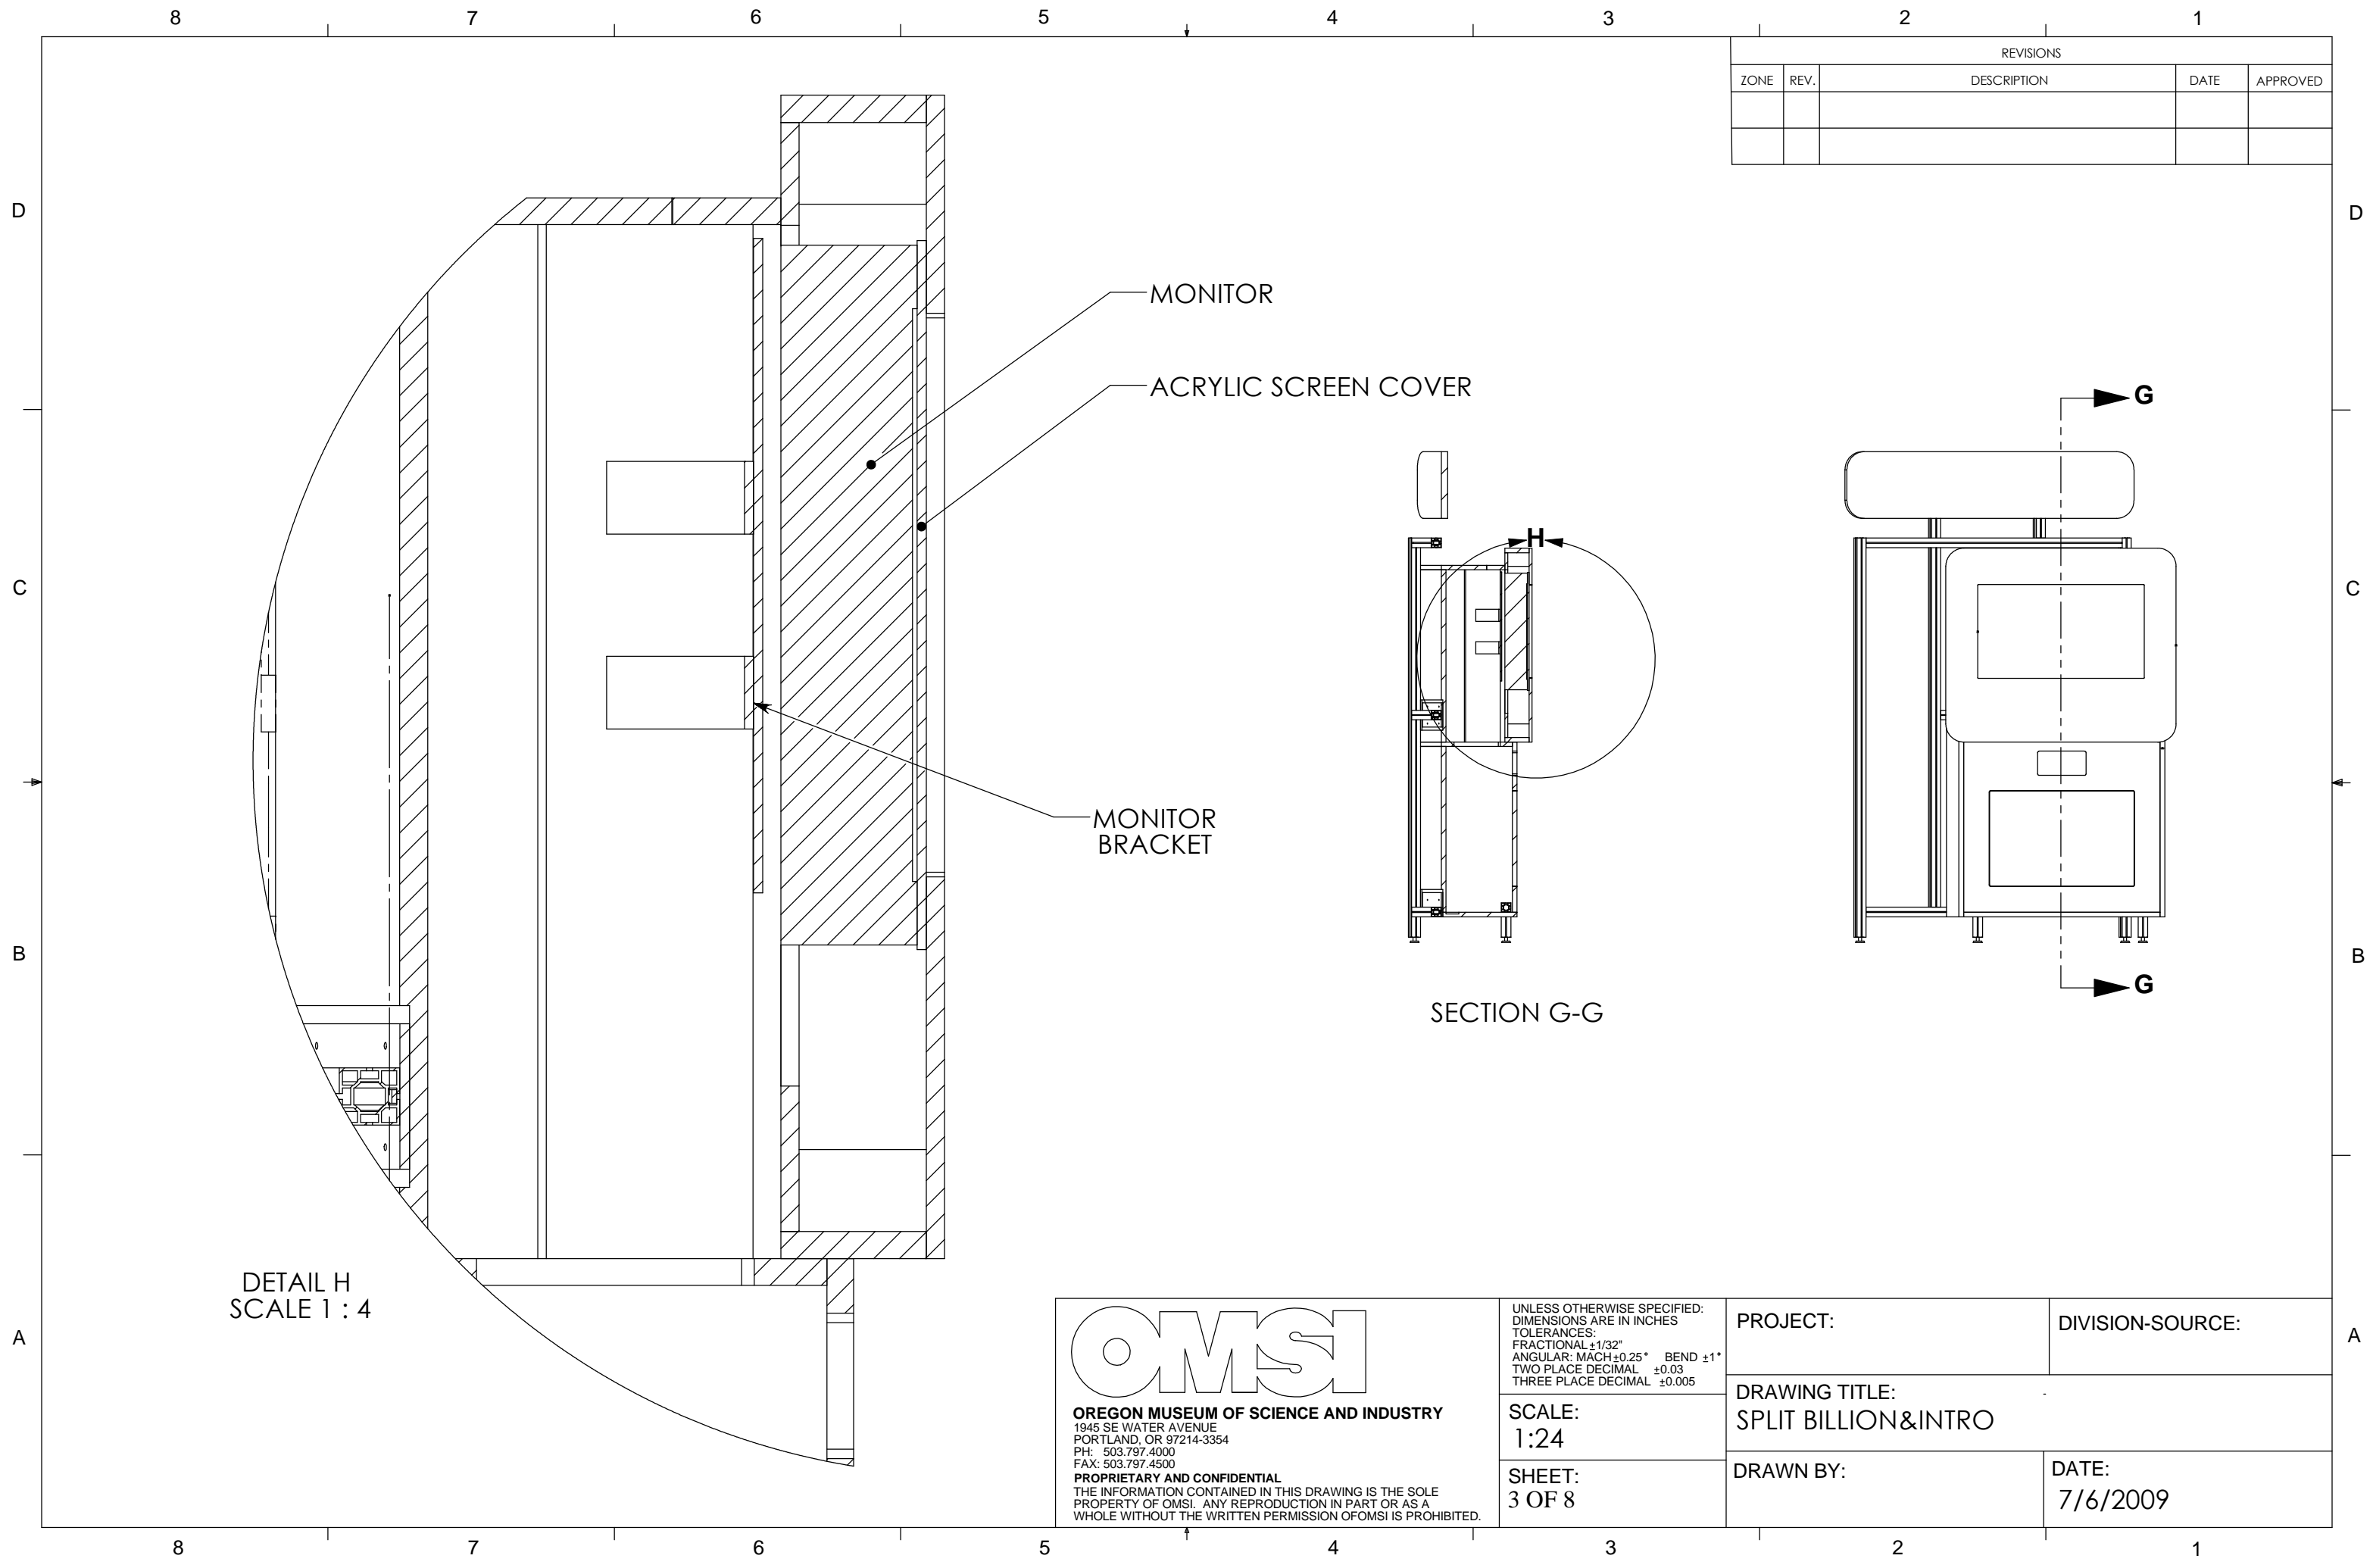 8 7 6 5 4 3 2 1
REVISIONS
ZONE REV. DESCRIPTION DATE APPROVED
D D
MONITOR
ACRYLIC SCREEN COVER
G
H
C C
MONITOR
BRACKET
B B
G
SECTION G-G
DETAIL H
SCALE 1 : 4
A A
OMSI
OREGON MUSEUM OF SCIENCE AND INDUSTRY
1945 SE WATER AVENUE
PORTLAND, OR 97214-3354
PH: 503.797.4000
FAX: 503.797.4500
PROPRIETARY AND CONFIDENTIAL
THE INFORMATION CONTAINED IN THIS DRAWING IS THE SOLE
PROPERTY OF OMSI. ANY REPRODUCTION IN PART OR AS A
WHOLE WITHOUT THE WRITTEN PERMISSION OFOMSI IS PROHIBITED.
UNLESS OTHERWISE SPECIFIED:
DIMENSIONS ARE IN INCHES
TOLERANCES:
FRACTIONAL ±1/32"
ANGULAR: MACH±0.25° BEND ±1°
TWO PLACE DECIMAL ±0.03
THREE PLACE DECIMAL ±0.005
SCALE:
1:24
SHEET:
3 OF 8
PROJECT:
DIVISION-SOURCE:
DRAWING TITLE: -
SPLIT BILLION&INTRO
DRAWN BY:
DATE:
7/6/2009
8 7 6 5 4 3 2 1